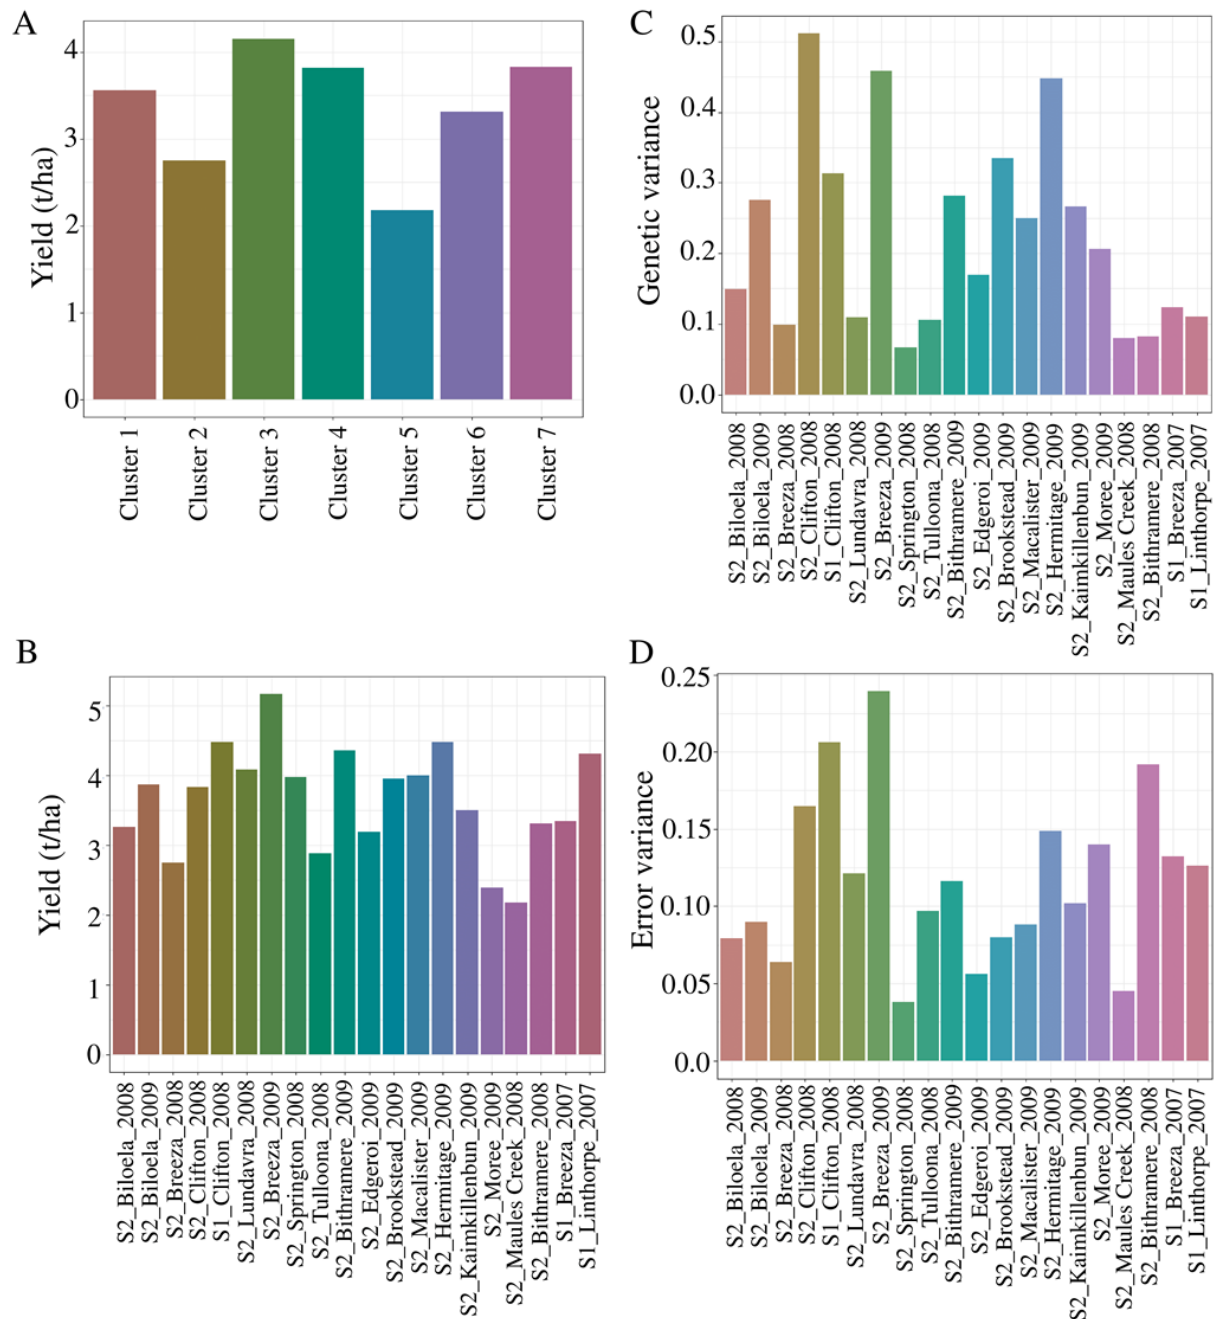 A
Yield (t/ha)
4
3
2
1
0
Cluster 1
Cluster 2
Cluster 3
Cluster 4
Cluster 5
Cluster 6
Cluster 7
B
Yield (t/ha)
5
4
3
2
1
0
S2_Biloela_2008
S2_Biloela_2009
S2_Breeza_2008
S2_Clifton_2008
S1_Clifton_2008
S2_Lundavra_2008
S2_Breeza_2009
S2_Springton_2008
S2_Tulloona_2008
S2_Bithramere_2009
S2_Edgeroi_2009
S2_Brookstead_2009
S2_Macalister_2009
S2_Hermitage_2009
S2_Kaimkillenbun_2009
S2_Moree_2009
S2_Maules Creek_2008
S2_Bithramere_2008
S1_Breeza_2007
S1_Linthorpe_2007
C
Genetic variance
0.5
0.4
0.3
0.2
0.1
0.0
S2_Biloela_2008
S2_Biloela_2009
S2_Breeza_2008
S2_Clifton_2008
S1_Clifton_2008
S2_Lundavra_2008
S2_Breeza_2009
S2_Springton_2008
S2_Tulloona_2008
S2_Bithramere_2009
S2_Edgeroi_2009
S2_Brookstead_2009
S2_Macalister_2009
S2_Hermitage_2009
S2_Kaimkillenbun_2009
S2_Moree_2009
S2_Maules Creek_2008
S2_Bithramere_2008
S1_Breeza_2007
S1_Linthorpe_2007
D
Error variance
0.25
0.20
0.15
0.10
0.05
0.0
S2_Biloela_2008
S2_Biloela_2009
S2_Breeza_2008
S2_Clifton_2008
S1_Clifton_2008
S2_Lundavra_2008
S2_Breeza_2009
S2_Springton_2008
S2_Tulloona_2008
S2_Bithramere_2009
S2_Edgeroi_2009
S2_Brookstead_2009
S2_Macalister_2009
S2_Hermitage_2009
S2_Kaimkillenbun_2009
S2_Moree_2009
S2_Maules Creek_2008
S2_Bithramere_2008
S1_Breeza_2007
S1_Linthorpe_2007